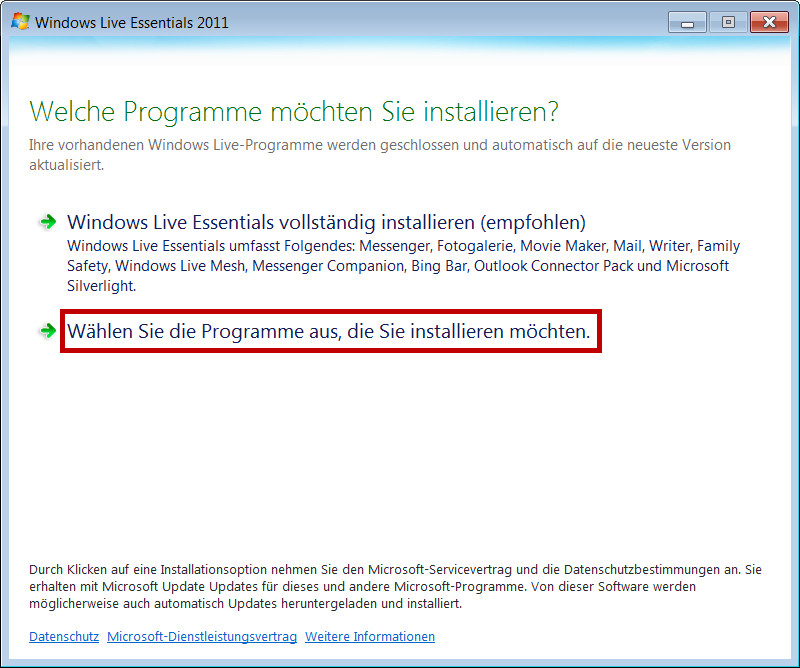 Windows Live Essentials 2011
Welche Programme möchten Sie installieren?
Ihre vorhandenen Windows Live-Programme werden geschlossen und automatisch auf die neueste Version
aktualisiert.
Windows Live Essentials vollständig installieren (empfohlen)
Windows Live Essentials umfasst Folgendes: Messenger, Fotogalerie, Movie Maker, Mail, Writer, Family
Safety, Windows Live Mesh, Messenger Companion, Bing Bar, Outlook Connector Pack und Microsoft
Silverlight.
Wählen Sie die Programme aus, die Sie installieren möchten.
Durch Klicken auf eine Installationsoption nehmen Sie den Microsoft-Servicevertrag und die Datenschutzbestimmungen an. Sie
erhalten mit Microsoft Update Updates für dieses und andere Microsoft-Programme. Von dieser Software werden
möglicherweise auch automatisch Updates heruntergeladen und installiert.
Datenschutz Microsoft-Dienstleistungsvertrag Weitere Informationen